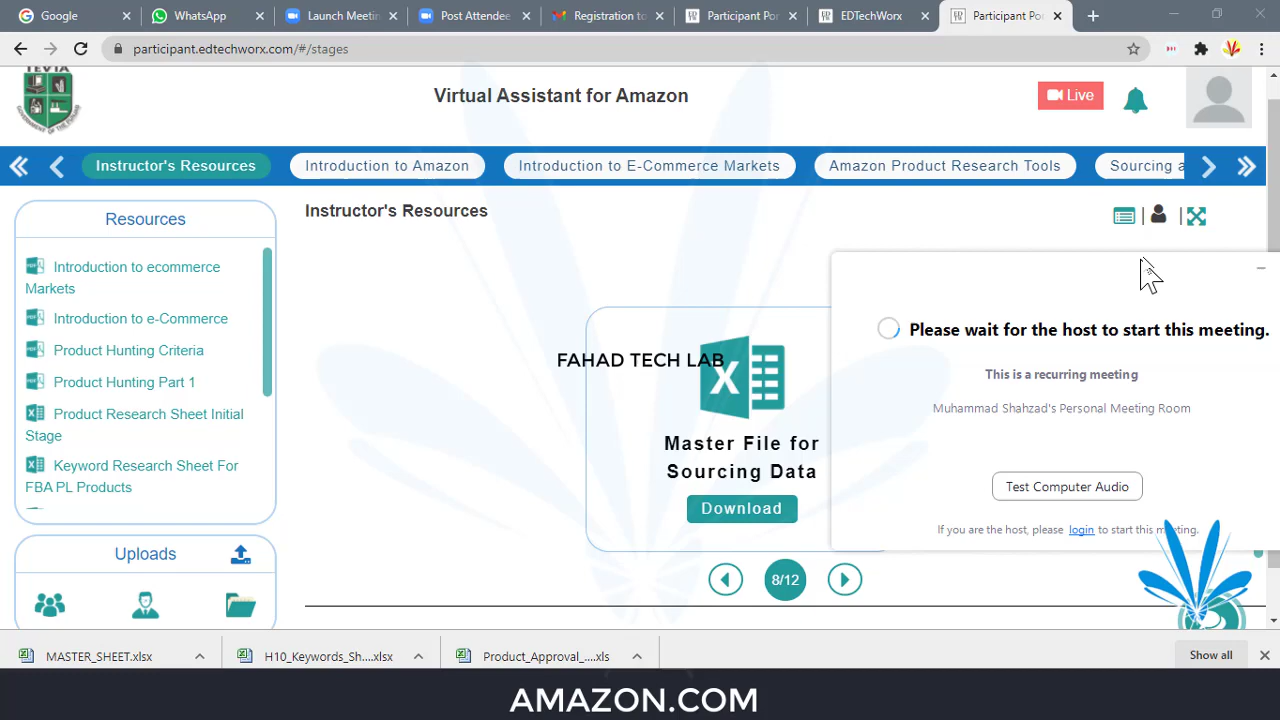 Google
WhatsApp
Launch Meetin
Post Attendee
Registration to
Participant Por
EDTechWorx
Participant Po
participant.edtechworx.com/#/stages
TEVTA
Virtual Assistant for Amazon
Live
Instructor's Resources
Introduction to Amazon
Introduction to E-Commerce Markets
Amazon Product Research Tools
Sourcing a
Resources
Introduction to ecommerce
Markets
Introduction to e-Commerce
Product Hunting Criteria
Product Hunting Part 1
Product Research Sheet Initial
Stage
Keyword Research Sheet For
FBA PL Products
Uploads
Instructor's Resources
FAHAD TECH LAB
Master File for
Sourcing Data
Download
8/12
Please wait for the host to start this meeting.
This is a recurring meeting
Muhammad Shahzad's Personal Meeting Room
Test Computer Audio
If you are the host, please login to start this meeting.
MASTER_SHEET.xlsx
H10_Keywords_Sh....xlsx
Product_Approval_....xls
Show all
AMAZON.COM